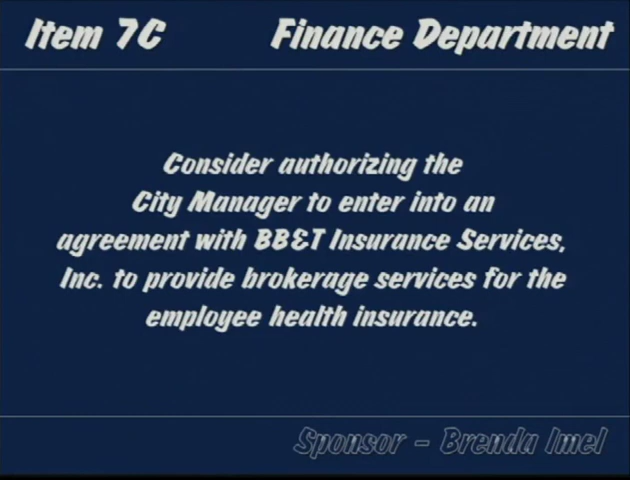 Item 7C Finance Department
Consider authorizing the
City Manager to enter into an
agreement with BB&T Insurance Services,
Inc. to provide brokerage services for the
employee health insurance.
Sponsor - Brenda Imel